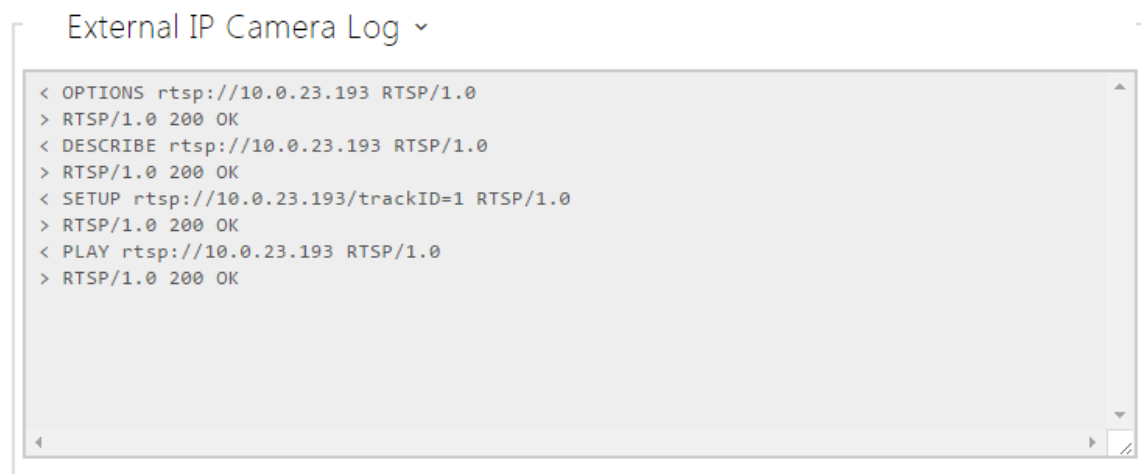 External IP Camera Log
< OPTIONS rtsp://10.0.23.193 RTSP/1.0
> RTSP/1.0 200 OK
< DESCRIBE rtsp://10.0.23.193 RTSP/1.0
> RTSP/1.0 200 OK
< SETUP rtsp://10.0.23.193/trackID=1 RTSP/1.0
> RTSP/1.0 200 OK
< PLAY rtsp://10.0.23.193 RTSP/1.0
> RTSP/1.0 200 OK